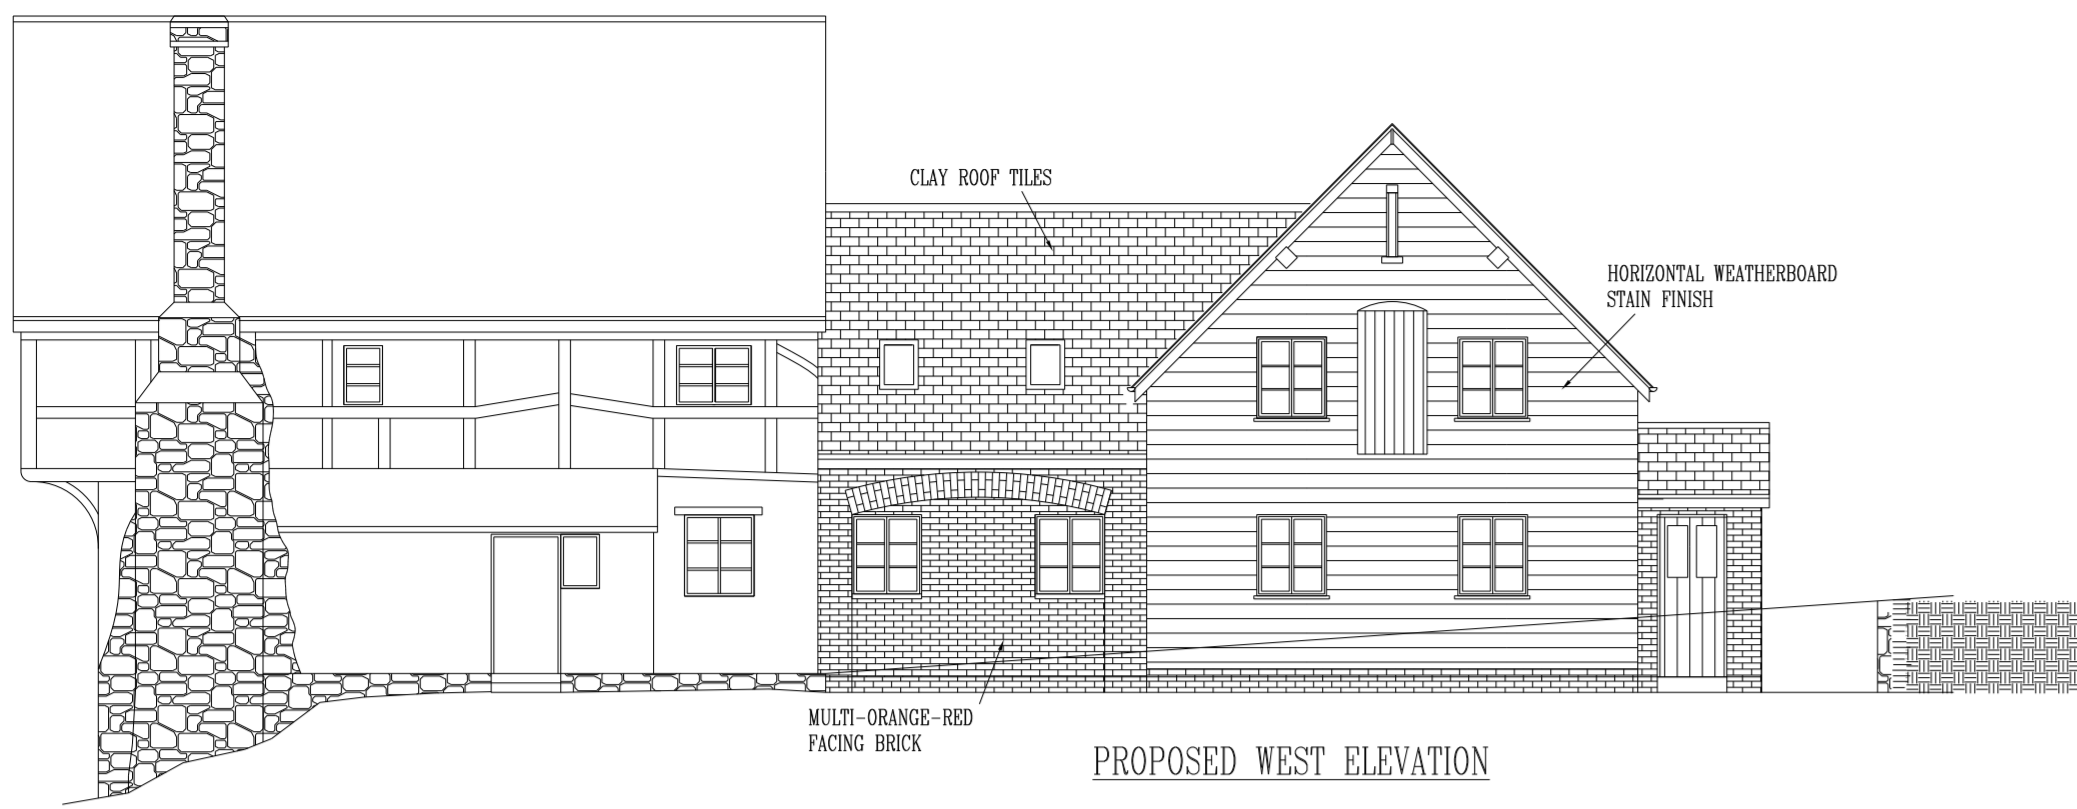 CLAY ROOF TILES
HORIZONTAL WEATHERBOARD
STAIN FINISH
MULTI-ORANGE-RED
FACING BRICK
PROPOSED WEST ELEVATION